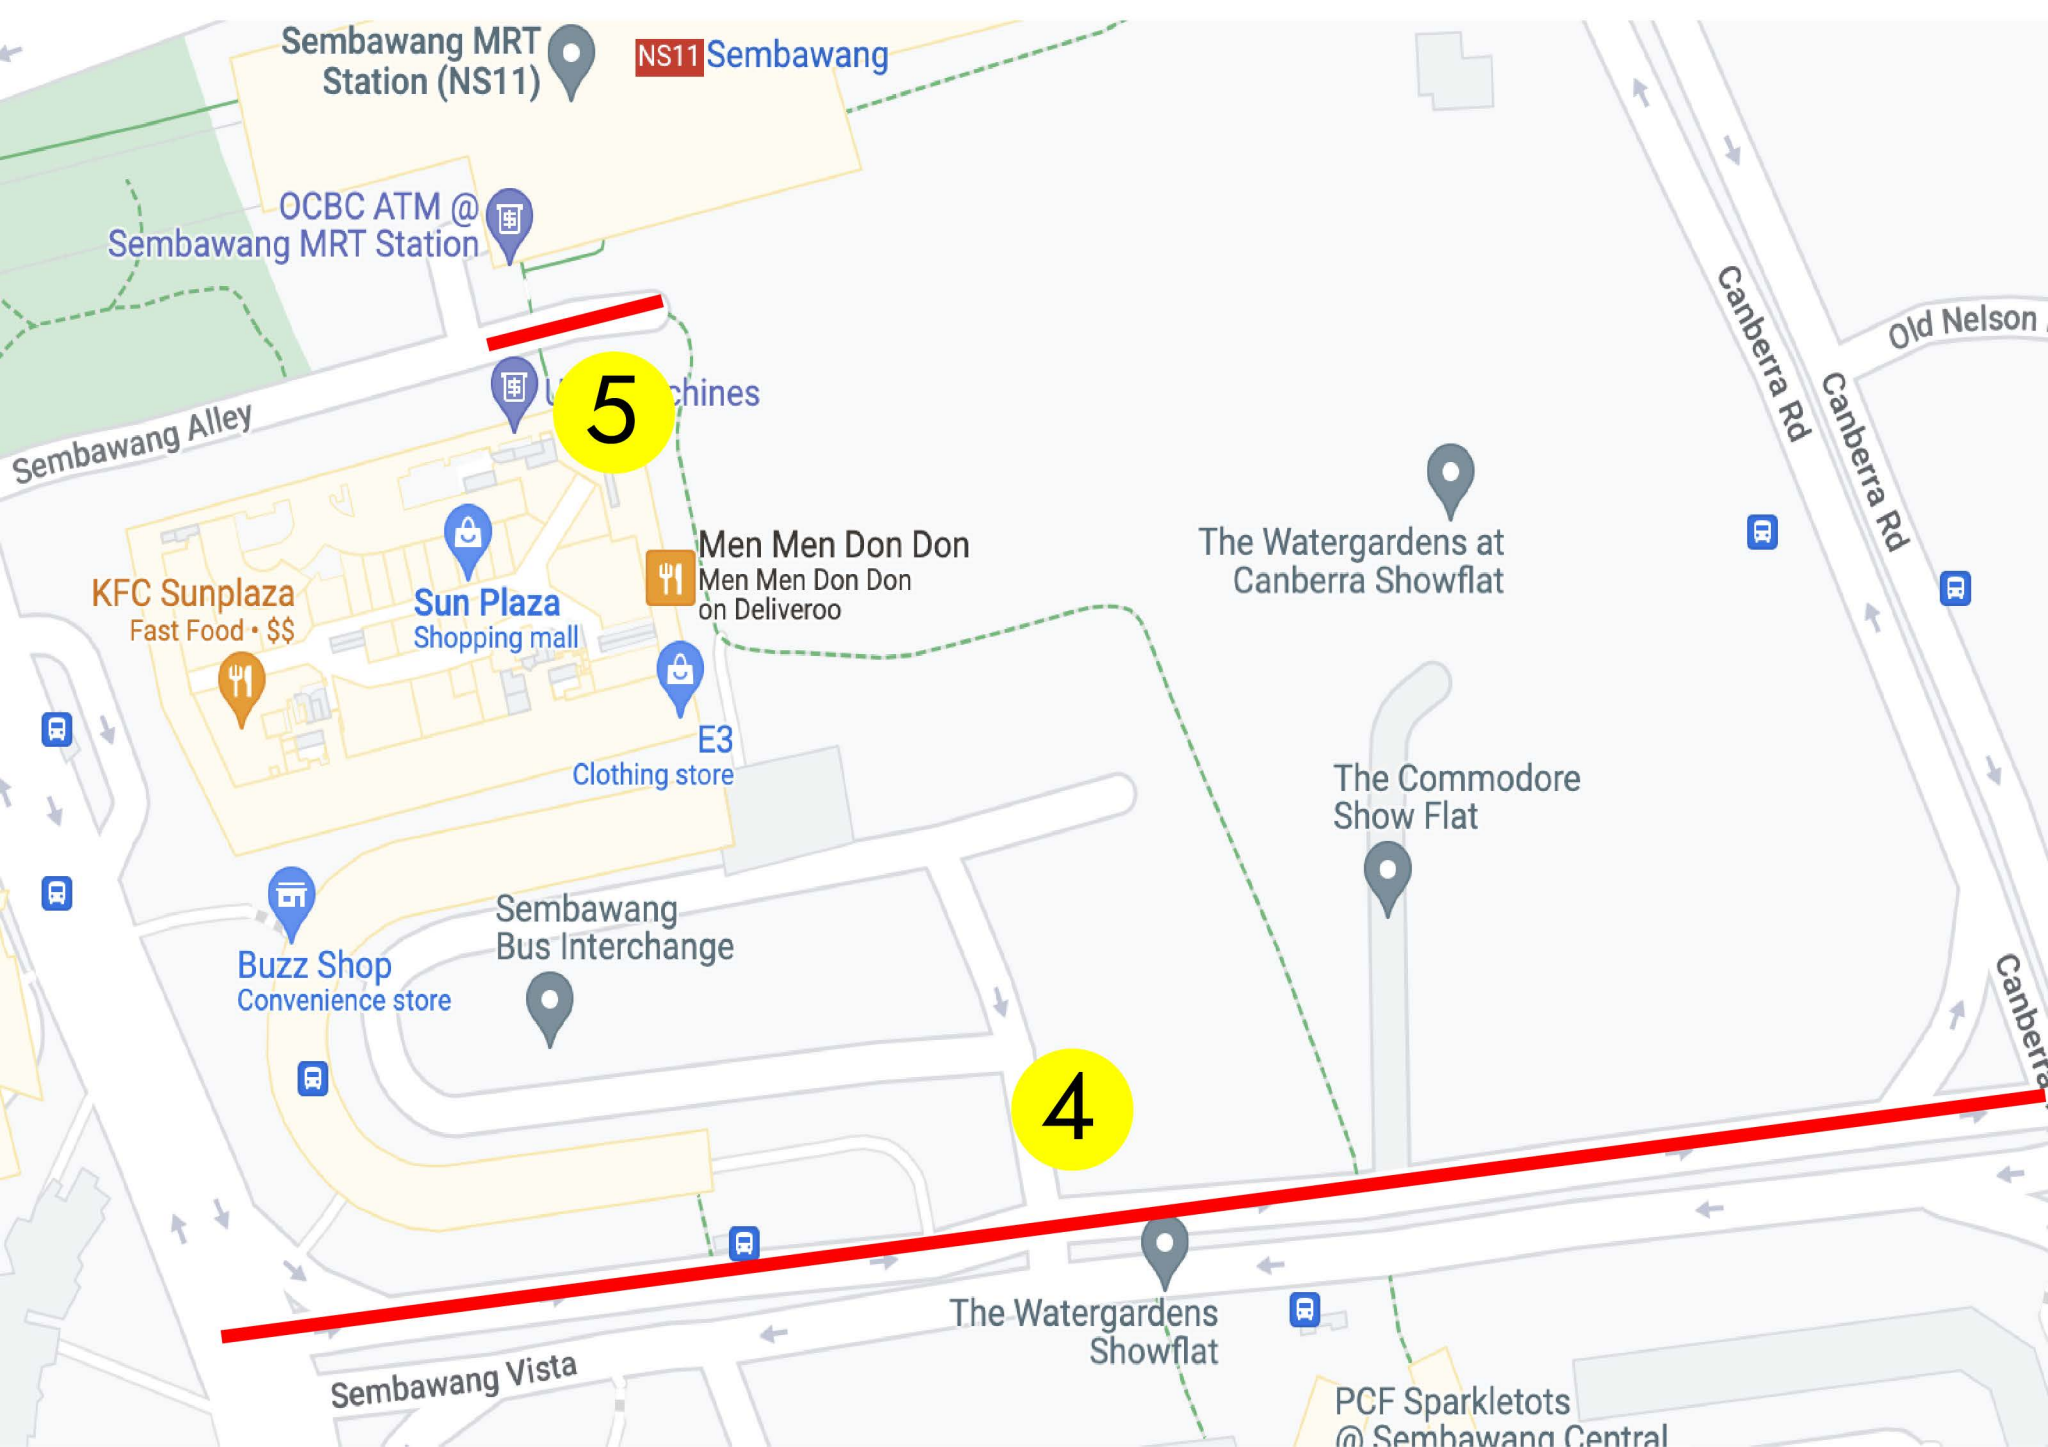 Sembawang MRT
Station (NS11)
NS11 Sembawang
OCBC ATM @
Sembawang MRT Station
Canberra Rd
Old Nelson
Canberra Rd
chines
5
Sembawang Alley
Men Men Don Don
Men Men Don Don
on Deliveroo
The Watergardens at
Canberra Showflat
KFC Sunplaza
Fast Food • $$
Sun Plaza
Shopping mall
E3
Clothing store
The Commodore
Show Flat
Sembawang
Bus Interchange
Buzz Shop
Convenience store
Canberra
4
The Watergardens
Showflat
Sembawang Vista
PCF Sparkletots
@ Sembawang Central